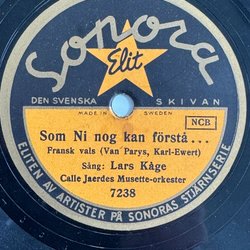 Sonora
Elit
DEN SVENSKA SKIVAN
MADE IN SWEDEN
NCB
Som Ni nog kan förstå...
Fransk vals (Van Parys, Karl-Ewert)
Sång: Lars Kåge
Calle Jaerdes Musette-orkester
7238
ELITEN AV ARTISTER PÅ SONORAS STJÄRNSERIE